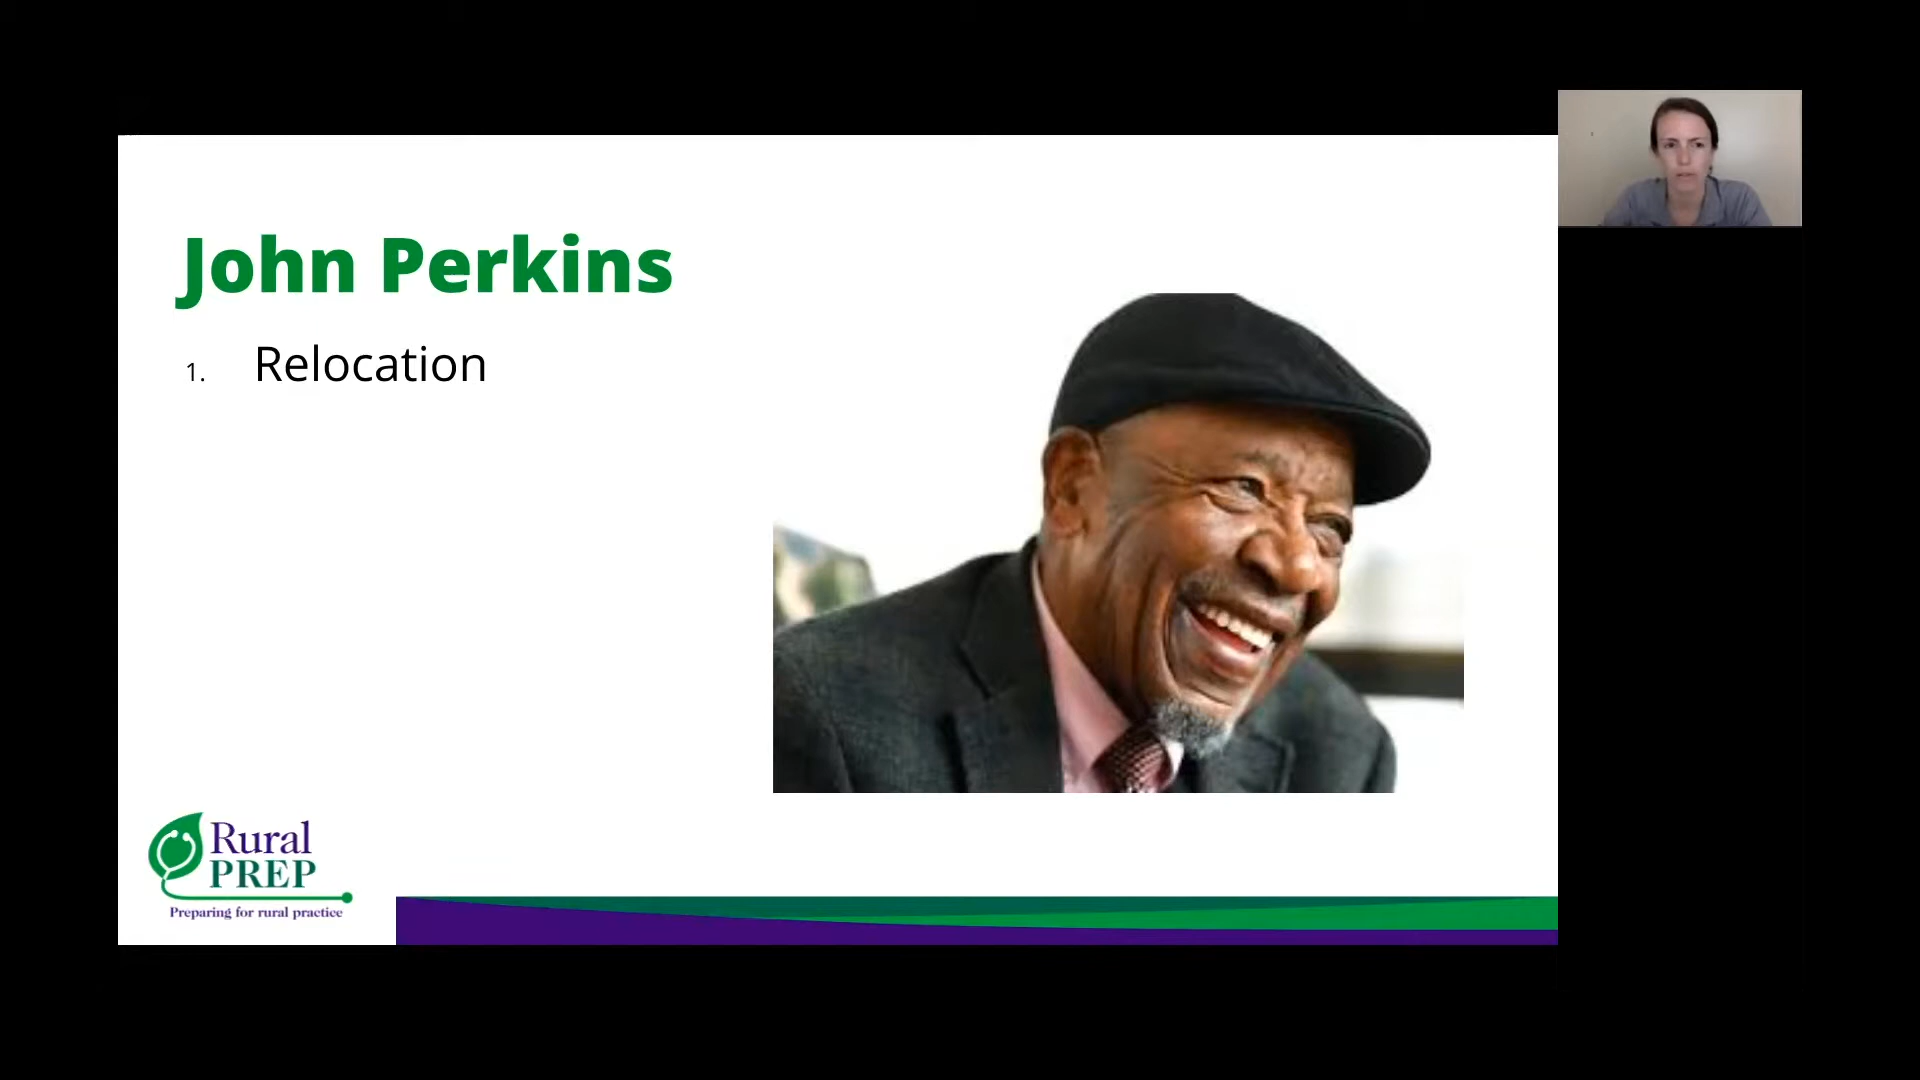 John Perkins
1. Relocation
Rural
PREP
Preparing for rural practice